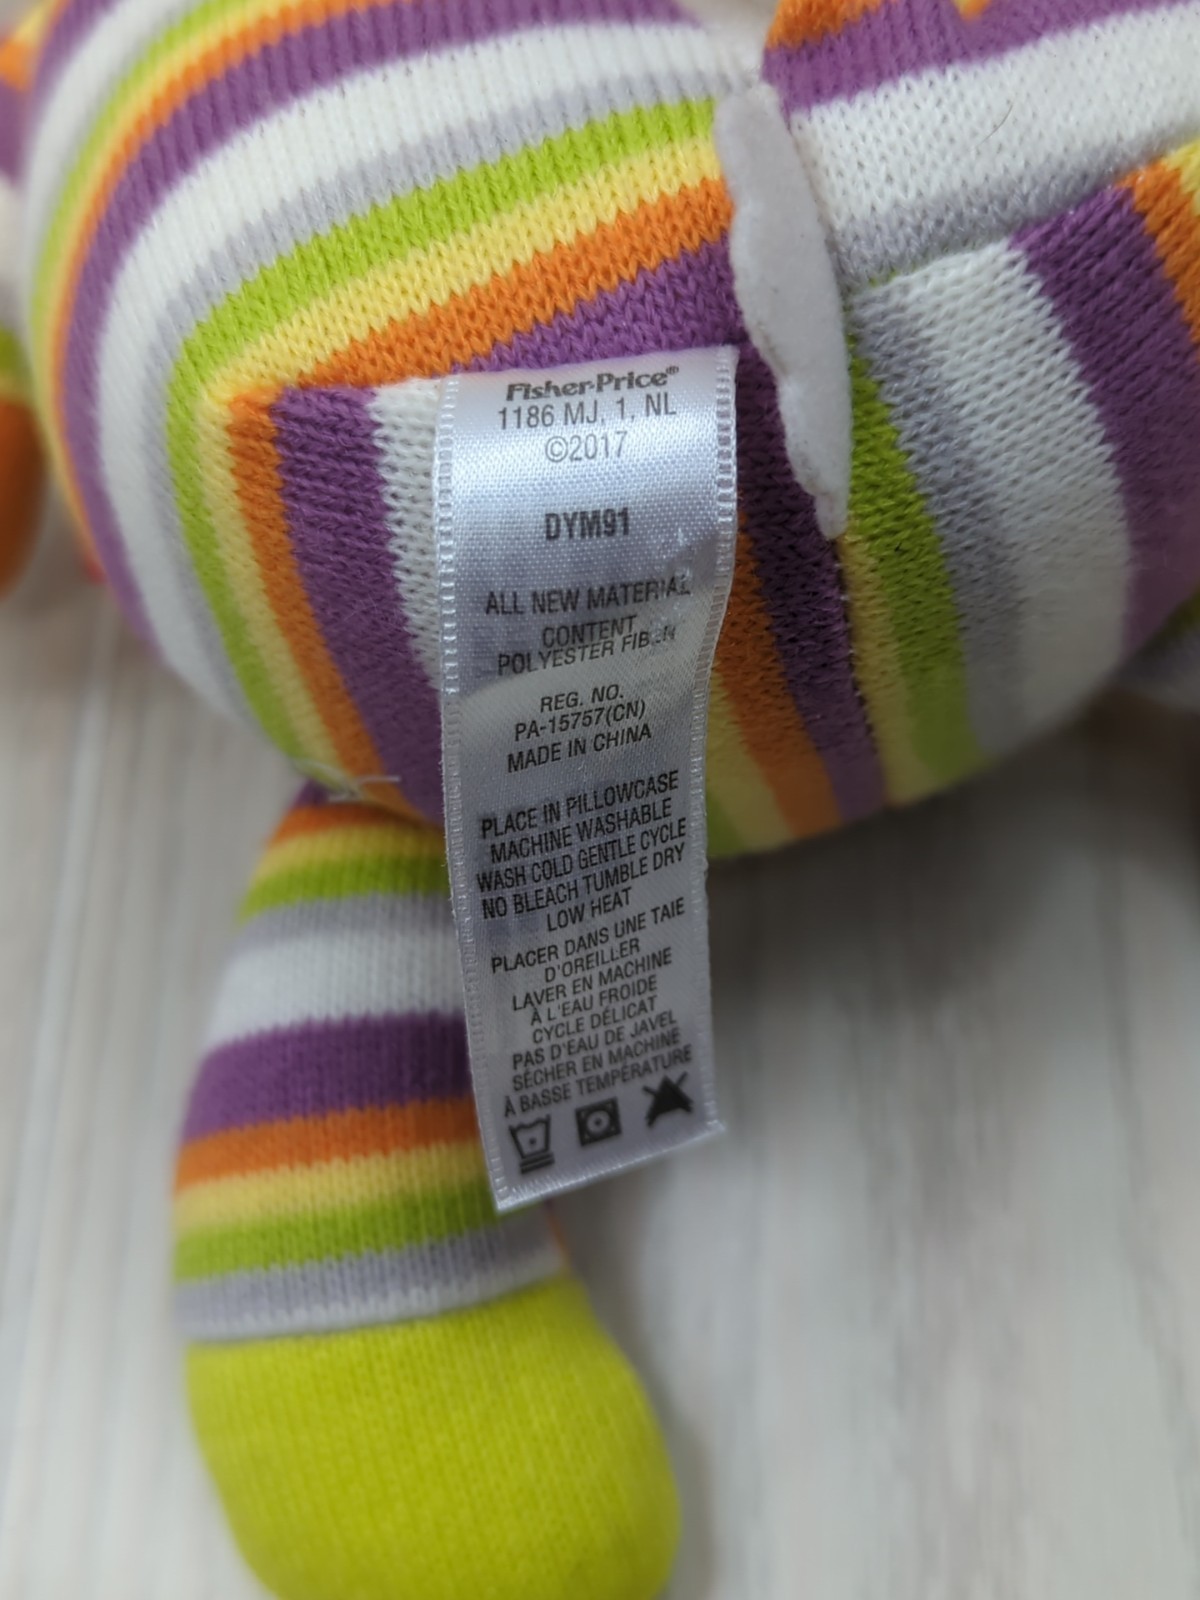 Fisher-Price®
1186 MJ, 1, NL
©2017
DYM91
ALL NEW MATERIAL
CONTENT
POLYESTER FIBER
REG. NO.
PA-15757(CN)
MADE IN CHINA
PLACE IN PILLOWCASE
MACHINE WASHABLE
WASH COLD GENTLE CYCLE
NO BLEACH TUMBLE DRY
LOW HEAT
PLACER DANS UNE TAIE
D'OREILLER
LAVER EN MACHINE
À L'EAU FROIDE
CYCLE DÉLICAT
PAS D'EAU DE JAVEL
SÉCHER EN MACHINE
À BASSE TEMPÉRATURE